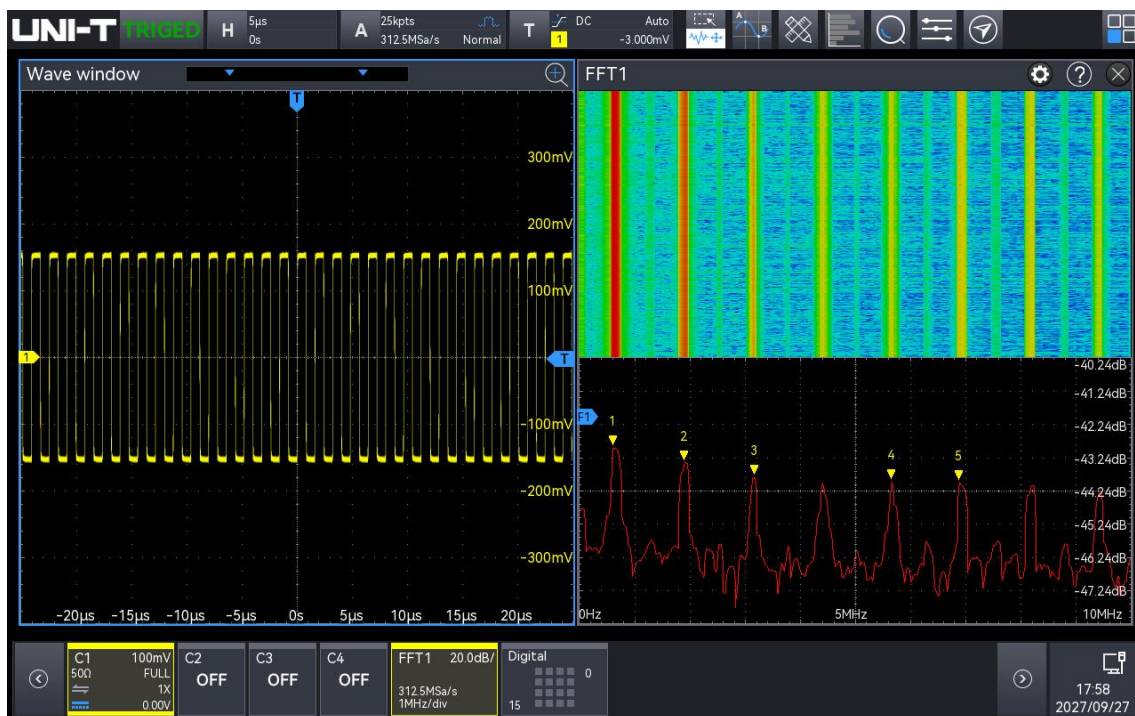 UNI-T TRIGED H 5µs 0s A 25kpts 312.5MSa/s Normal T 1 DC Auto -3.000mV A B
Wave window
T
300mV
200mV
100mV
1 T
-100mV
-200mV
-300mV
-20µs -15µs -10µs -5µs 0s 5µs 10µs 15µs 20µs
FFT1 ?
-40.24dB
-41.24dB
F1 1 -42.24dB
2 3 4 5 -43.24dB
-44.24dB
-45.24dB
-46.24dB
-47.24dB
0Hz 5MHz 10MHz
C1 100mV
50Ω FULL
1X
0.00V
C2
OFF
C3
OFF
C4
OFF
FFT1 20.0dB/
312.5MSa/s
1MHz/div
Digital
0
15
17:58
2027/09/27